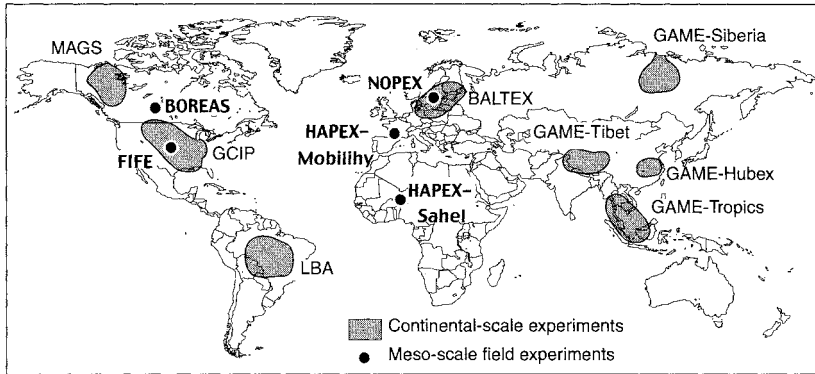 GAME-Siberia
MAGS
NOPEX
BOREAS
BALTEX
HAPEX-
Mobilihy
GAME-Tibet
FIFE
GCIP
GAME-Hubex
HAPEX-
Sahel
GAME-Tropics
LBA
Continental-scale experiments
Meso-scale field experiments